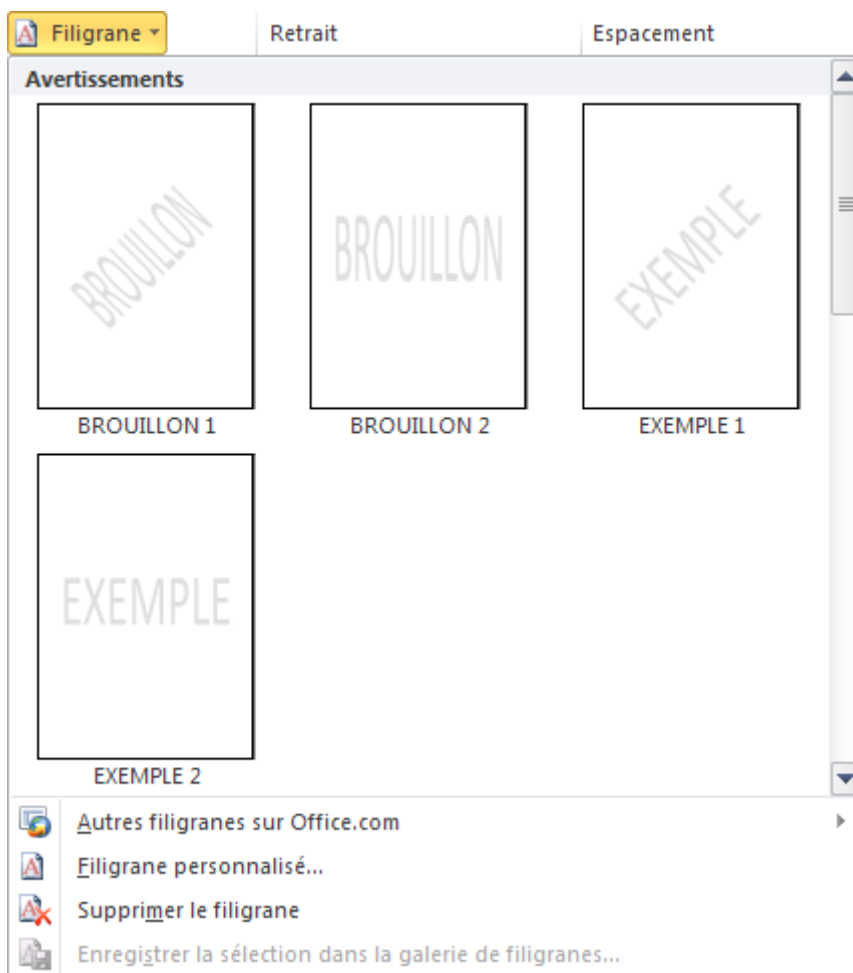 Filigrane Retrait Espacement
Avertissements
BROUILLON BROUILLON EXEMPLE
BROUILLON 1 BROUILLON 2 EXEMPLE 1
EXEMPLE
EXEMPLE 2
Autres filigranes sur Office.com
Filigrane personnalisé...
Supprimer le filigrane
Enregistrer la sélection dans la galerie de filigranes...